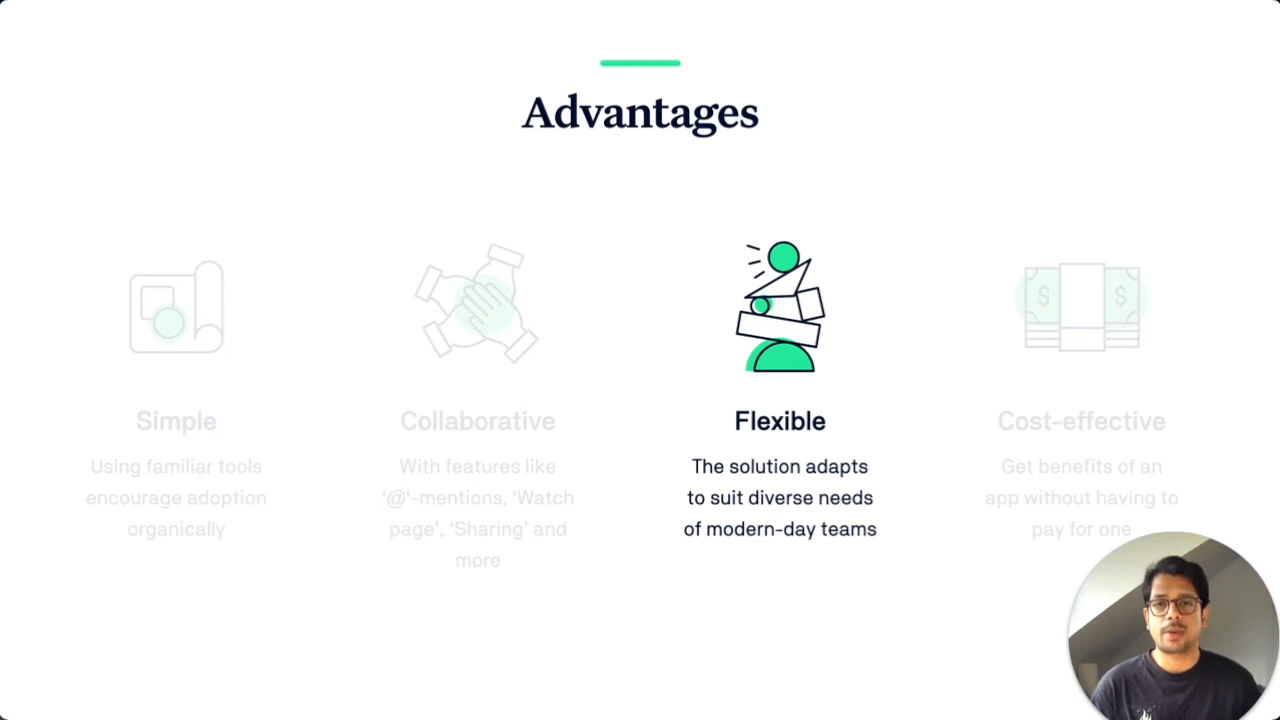 Advantages
Simple
Using familiar tools
encourage adoption
organically
Collaborative
With features like
‘@‘-mentions, ‘Watch
page’, ‘Sharing’ and
more
Flexible
The solution adapts
to suit diverse needs
of modern-day teams
Cost-effective
Get benefits of an
app without having to
pay for one
$
$